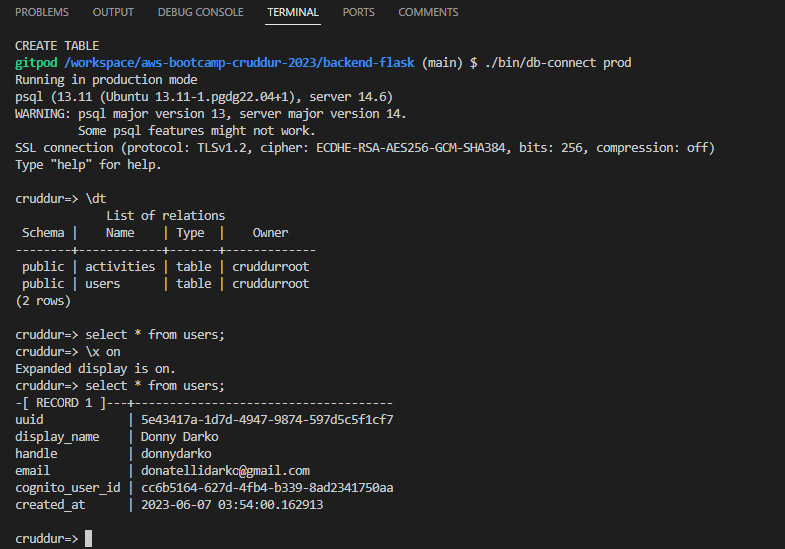 PROBLEMS OUTPUT DEBUG CONSOLE TERMINAL PORTS COMMENTS
CREATE TABLE
gitpod /workspace/aws-bootcamp-cruddur-2023/backend-flask (main) $ ./bin/db-connect prod
Running in production mode
psql (13.11 (Ubuntu 13.11-1.pgdg22.04+1), server 14.6)
WARNING: psql major version 13, server major version 14.
         Some psql features might not work.
SSL connection (protocol: TLSv1.2, cipher: ECDHE-RSA-AES256-GCM-SHA384, bits: 256, compression: off)
Type "help" for help.
cruddur=> \dt
             List of relations
 Schema |    Name    | Type  |    Owner
--------+------------+-------+-------------
 public | activities | table | cruddurroot
 public | users      | table | cruddurroot
(2 rows)
cruddur=> select * from users;
cruddur=> \x on
Expanded display is on.
cruddur=> select * from users;
-[ RECORD 1 ]---+-------------------------------------
uuid            | 5e43417a-1d7d-4947-9874-597d5c5f1cf7
display_name    | Donny Darko
handle          | donnydarko
email           | donatellidarko@gmail.com
cognito_user_id | cc6b5164-627d-4fb4-b339-8ad2341750aa
created_at      | 2023-06-07 03:54:00.162913
cruddur=>